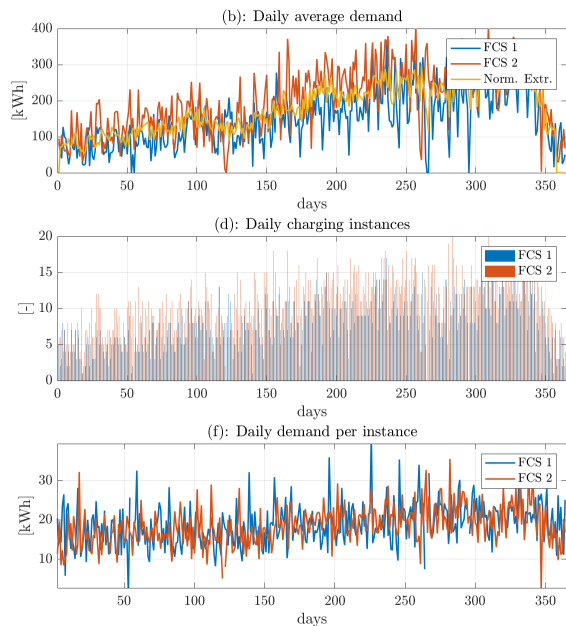 (b): Daily average demand
400
300
200
100
0
[kWh]
FCS 1
FCS 2
Norm. Extr.
0 50 100 150 200 250 300 350
days
(d): Daily charging instances
20
15
10
5
0
[-]
FCS 1
FCS 2
0 50 100 150 200 250 300 350
days
(f): Daily demand per instance
30
20
10
[kWh]
FCS 1
FCS 2
50 100 150 200 250 300 350
days